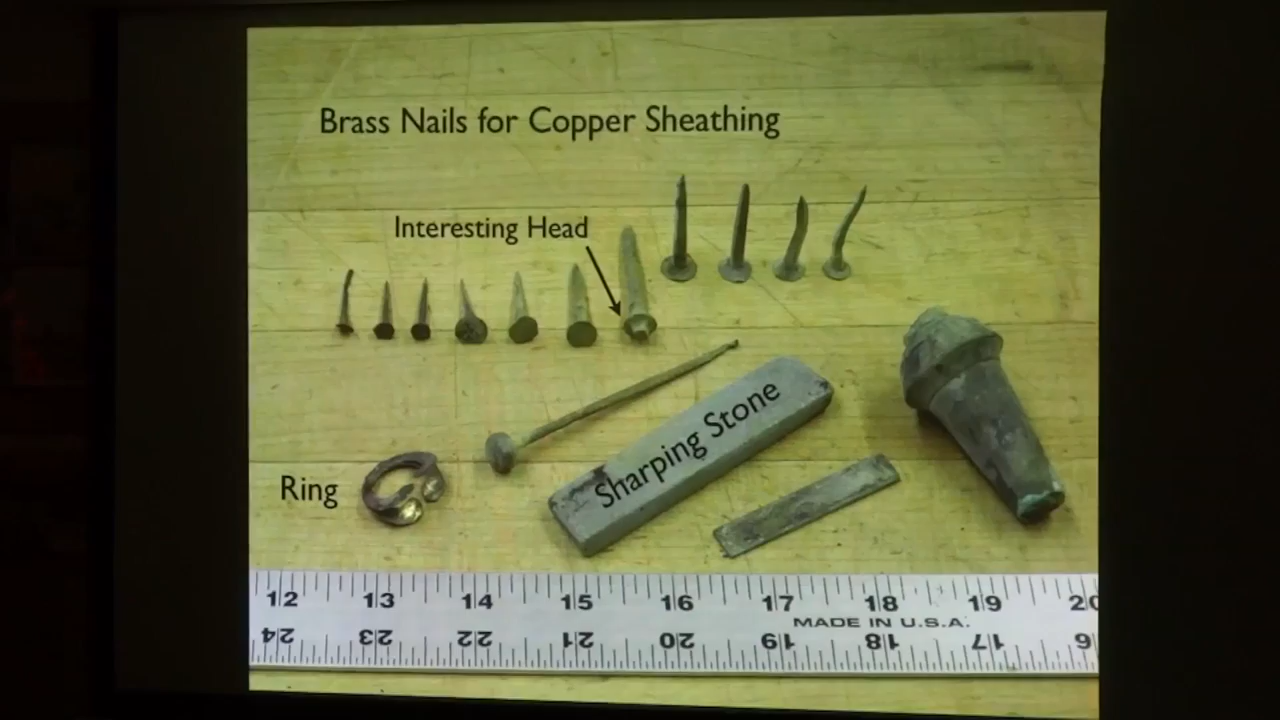 Brass Nails for Copper Sheathing
Interesting Head
Sharping Stone
Ring
12 13 14 15 16 17 18 19 20
MADE IN U.S.A.
24 23 22 21 20 19 18 17 16